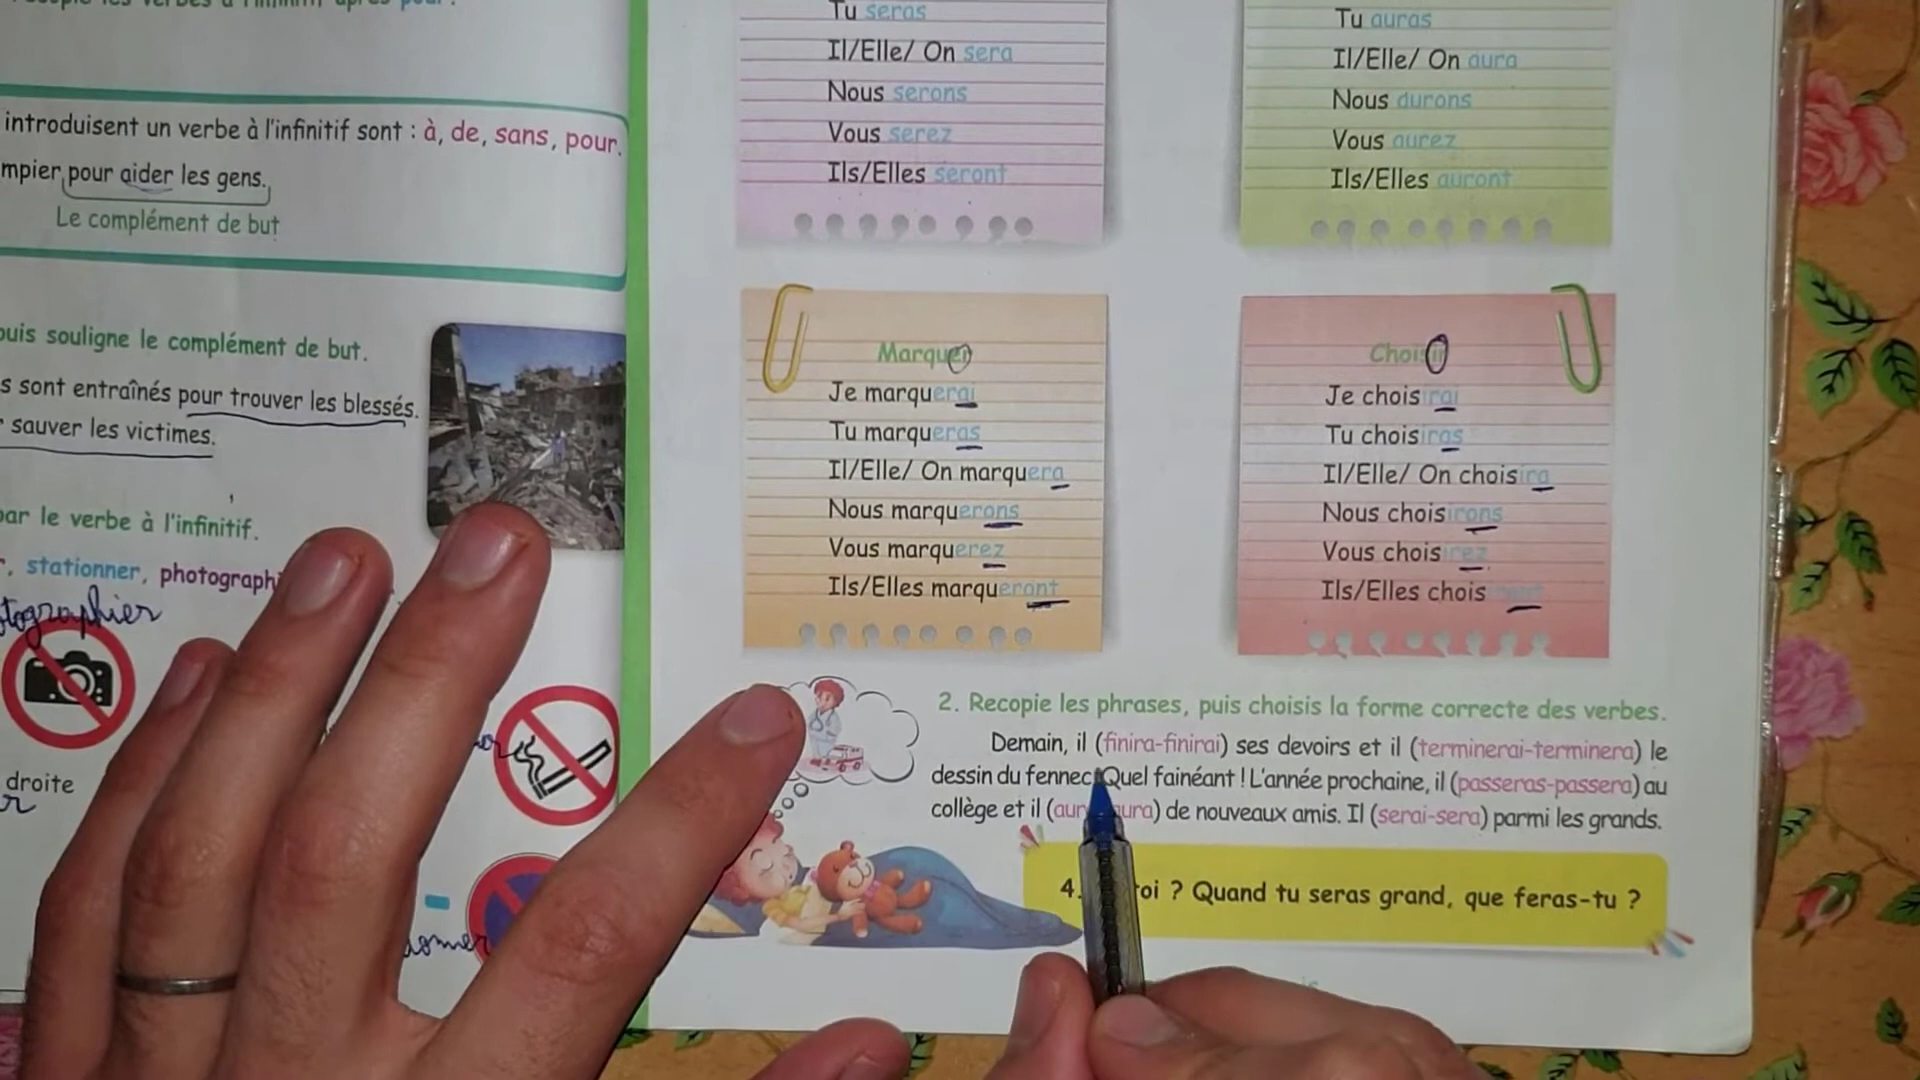 introduisent un verbe à l'infinitif sont : à, de, sans, pour.
pour aider les gens.
Le complément de but
puis souligne le complément de but.
sont entraînés pour trouver les blessés.
sauver les victimes.
par le verbe à l'infinitif.
stationner, photographi
tographier
droite
Tu seras
Il/Elle/ On sera
Nous serons
Vous serez
Ils/Elles seront
Tu auras
Il/Elle/ On aura
Nous aurons
Vous aurez
Ils/Elles auront
Marquer
Je marquerai
Tu marqueras
Il/Elle/ On marquera
Nous marquerons
Vous marquerez
Ils/Elles marqueront
Choisir
Je choisirai
Tu choisiras
Il/Elle/ On choisira
Nous choisirons
Vous choisirez
Ils/Elles chois
2. Recopie les phrases, puis choisis la forme correcte des verbes.
Demain, il (finira-finirai) ses devoirs et il (terminerai-terminera) le
dessin du fennec. Quel fainéant ! L'année prochaine, il (passeras-passera) au
collège et il (aur ura) de nouveaux amis. Il (serai-sera) parmi les grands.
4. oi ? Quand tu seras grand, que feras-tu ?